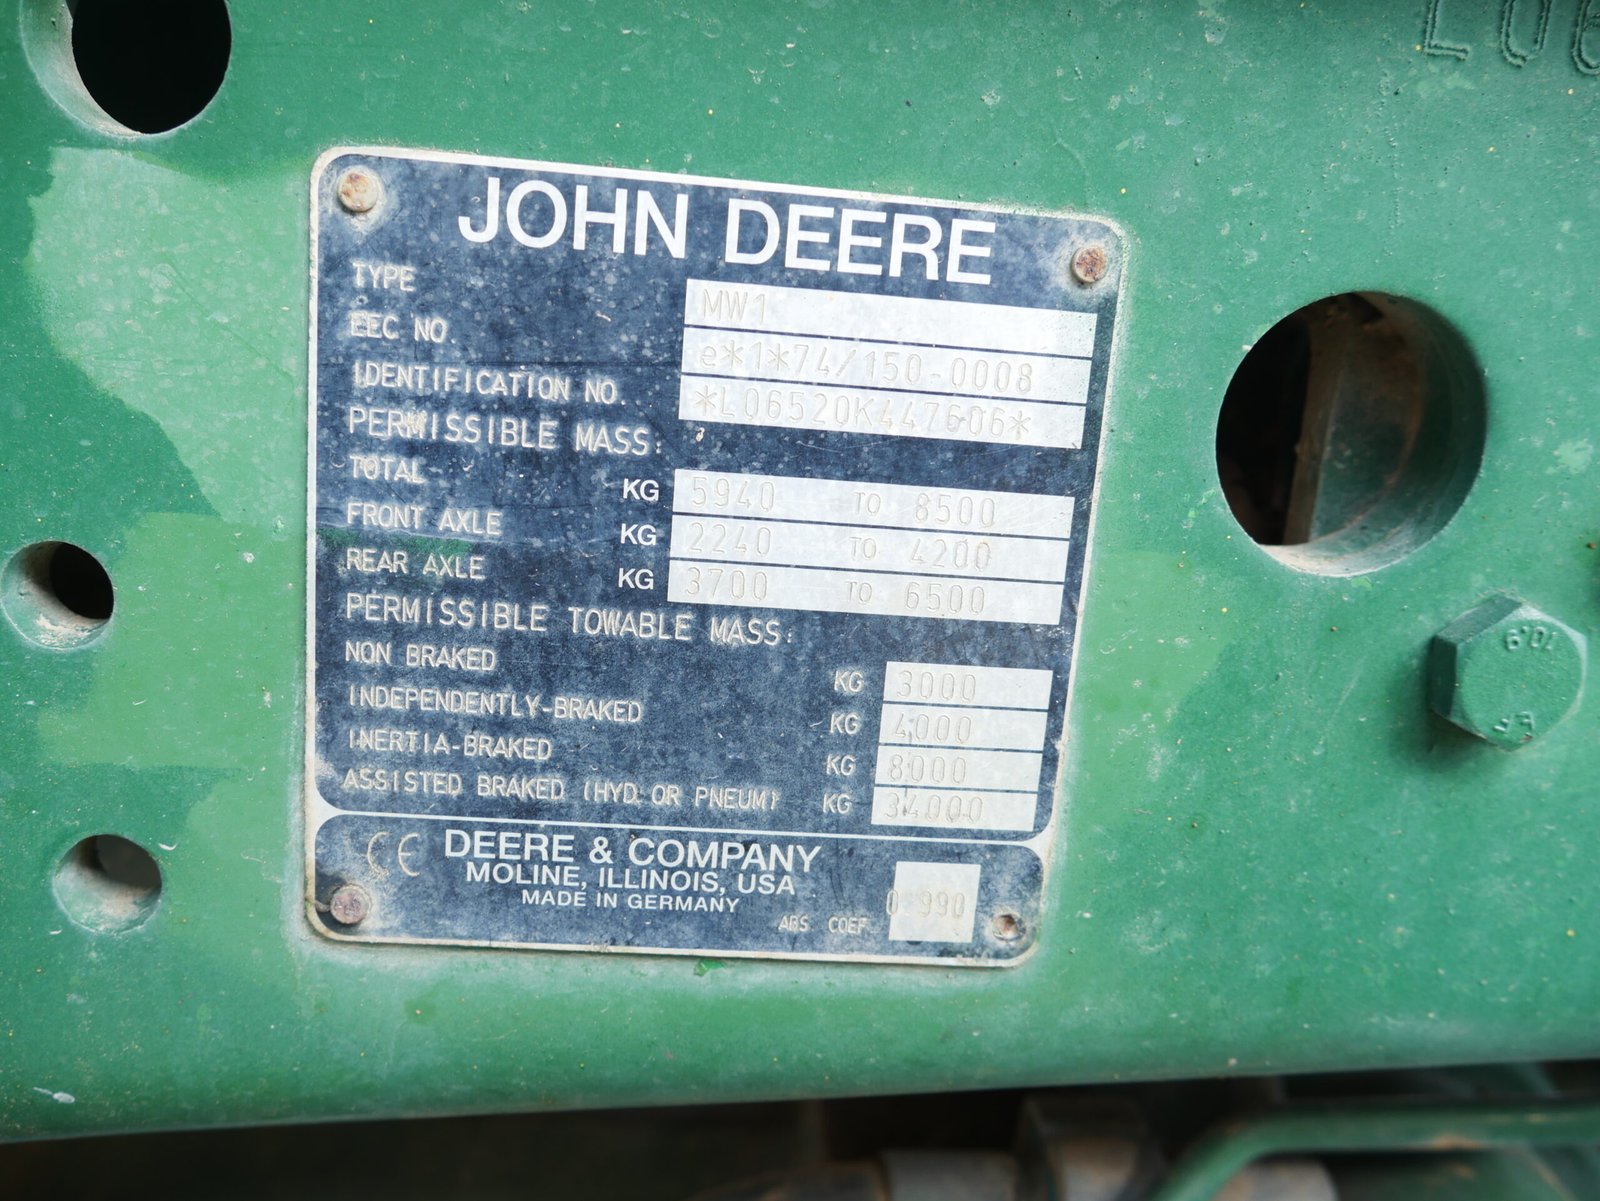 L06
JOHN DEERE
TYPE MW1
EEC NO. e*1*74/150-0008
IDENTIFICATION NO. *L06520K447606*
PERMISSIBLE MASS:
TOTAL KG 5940 TO 8500
FRONT AXLE KG 2240 TO 4200
REAR AXLE KG 3700 TO 6500
PERMISSIBLE TOWABLE MASS:
NON BRAKED KG 3000
INDEPENDENTLY-BRAKED KG 4000
INERTIA-BRAKED KG 8000
ASSISTED BRAKED (HYD. OR PNEUM) KG 34000
CE
DEERE & COMPANY
MOLINE, ILLINOIS, USA
MADE IN GERMANY
ABS COEF. 0.990
10.9